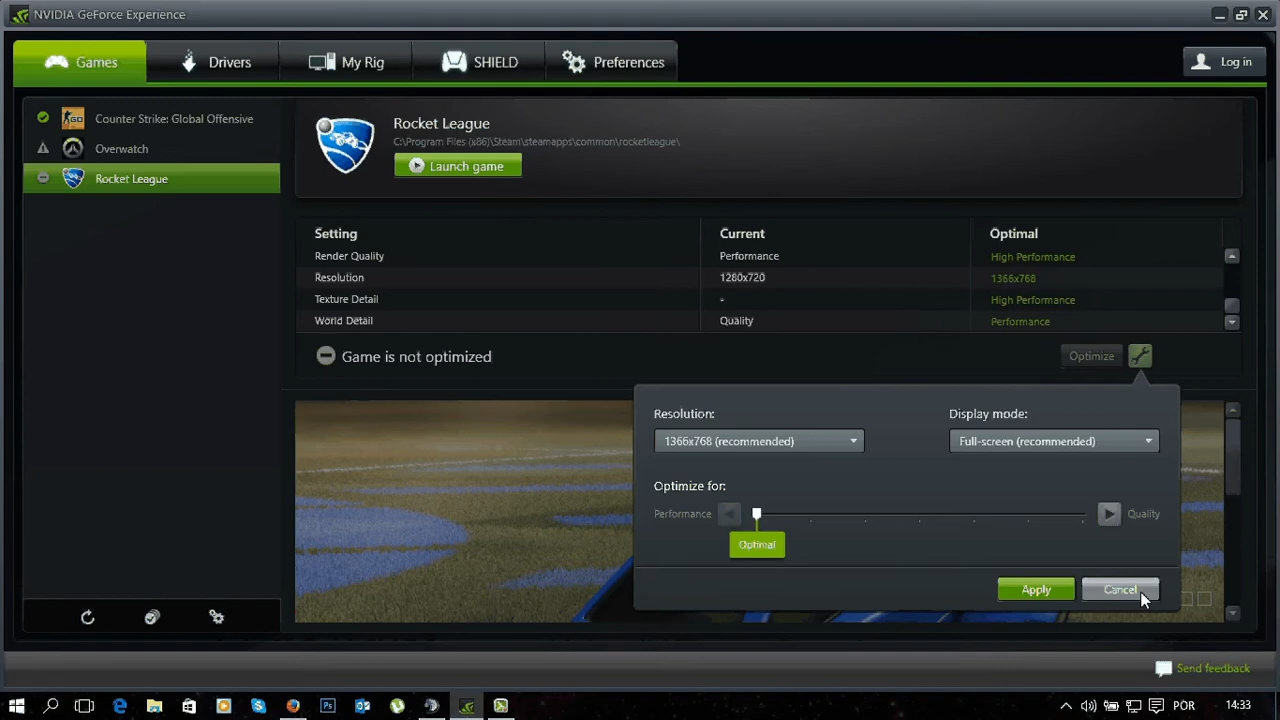 NVIDIA GeForce Experience
Games
Drivers
My Rig
SHIELD
Preferences
Log in
Counter Strike: Global Offensive
Overwatch
Rocket League
Rocket League
C:\Program Files (x86)\Steam\steamapps\common\rocketleague\
Launch game
Setting Current Optimal
Render Quality Performance High Performance
Resolution 1280x720 1366x768
Texture Detail - High Performance
World Detail Quality Performance
Game is not optimized
Optimize
Resolution: Display mode:
1366x768 (recommended) Full-screen (recommended)
Optimize for:
Performance Quality
Optimal
Apply Cancel
Send feedback
POR 14:33